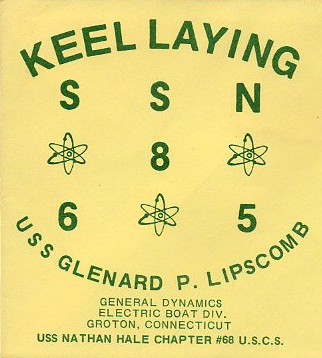 KEEL LAYING
S S N
8
6 5
USS GLENARD P. LIPSCOMB
GENERAL DYNAMICS
ELECTRIC BOAT DIV.
GROTON, CONNECTICUT
USS NATHAN HALE CHAPTER #68 U.S.C.S.